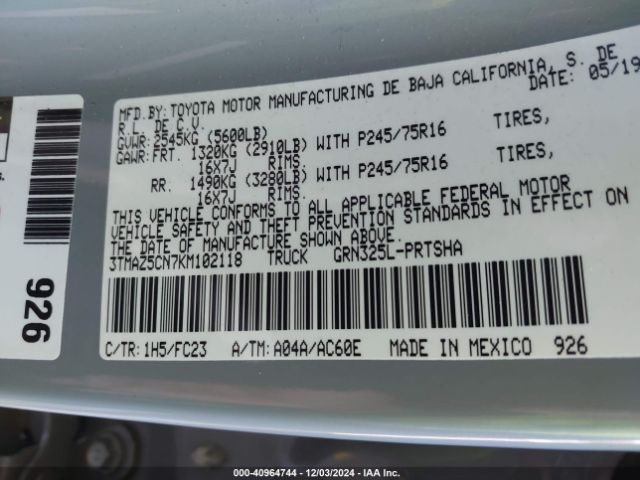 MFD.BY:TOYOTA MOTOR MANUFACTURING DE BAJA CALIFORNIA, S. DE
R.L. DE C.V. DATE: 05/19
GVWR: 2545KG (5600LB)
GAWR:FRT. 1320KG (2910LB) WITH P245/75R16 TIRES,
16X7J RIMS.
RR. 1490KG (3280LB) WITH P245/75R16 TIRES,
16X7J RIMS.
THIS VEHICLE CONFORMS TO ALL APPLICABLE FEDERAL MOTOR
VEHICLE SAFETY AND THEFT PREVENTION STANDARDS IN EFFECT ON
THE DATE OF MANUFACTURE SHOWN ABOVE.
3TMAZ5CN7KM102118 TRUCK GRN325L-PRTSHA
C/TR: 1H5/FC23 A/TM: A04A/AC60E MADE IN MEXICO 926
s.
926
000-40964744 - 12/03/2024 - IAA Inc.